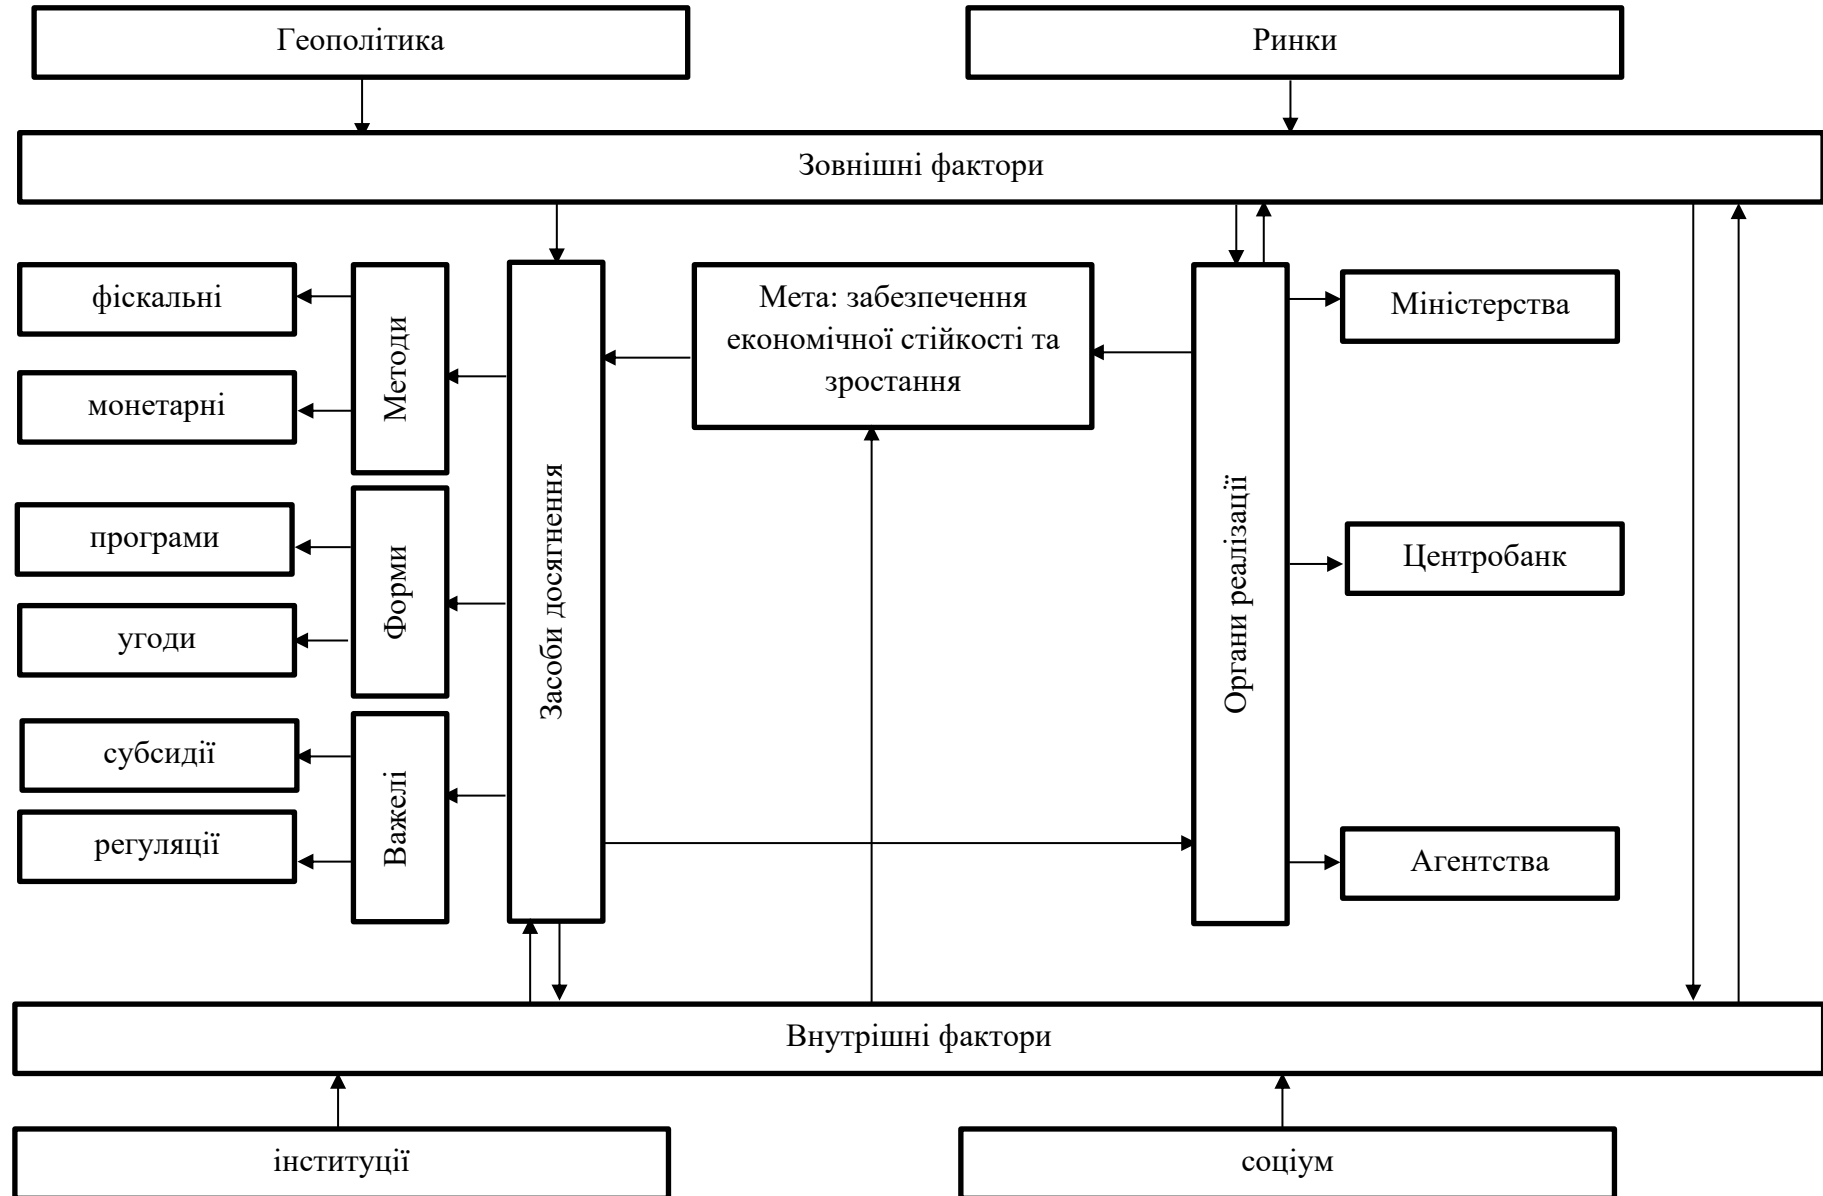 Геополітика
Ринки
Зовнішні фактори
фіскальні
монетарні
програми
угоди
субсидії
регуляції
Методи
Форми
Важелі
Засоби досягнення
Мета: забезпечення
економічної стійкості та
зростання
Органи реалізації
Міністерства
Центробанк
Агентства
Внутрішні фактори
інституції
соціум